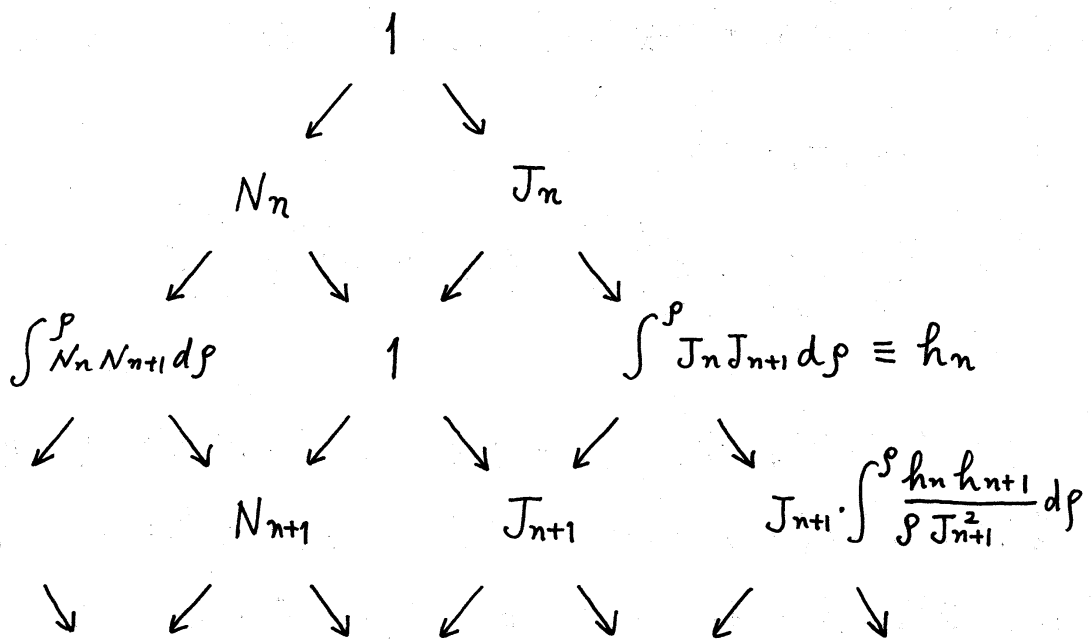 1
N_n J_n
∫^ρ N_n N_{n+1} dρ 1 ∫^ρ J_n J_{n+1} dρ ≡ h_n
N_{n+1} J_{n+1} J_{n+1} · ∫^ρ \frac{h_n h_{n+1}}{ρ J_{n+1}^2} dρ